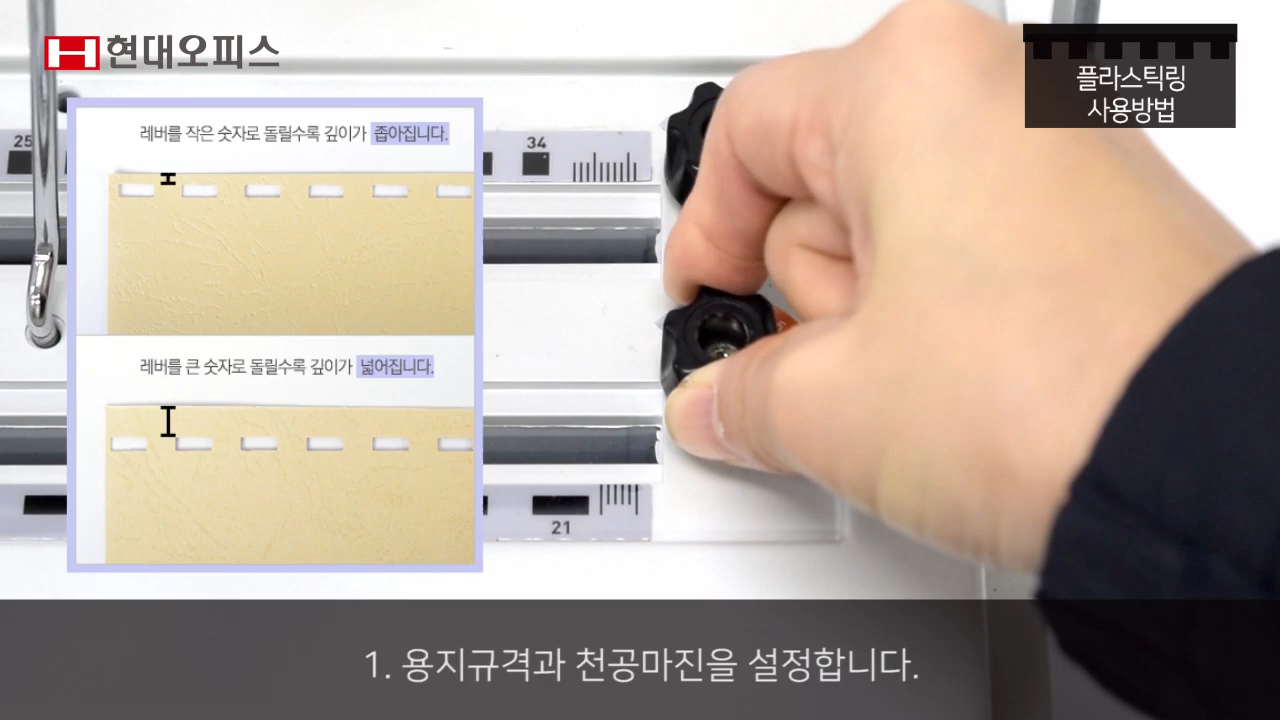 현대오피스
플라스틱링
사용방법
레버를 작은 숫자로 돌릴수록 깊이가 좁아집니다.
25
34
레버를 큰 숫자로 돌릴수록 깊이가 넓어집니다.
21
1. 용지규격과 천공마진을 설정합니다.